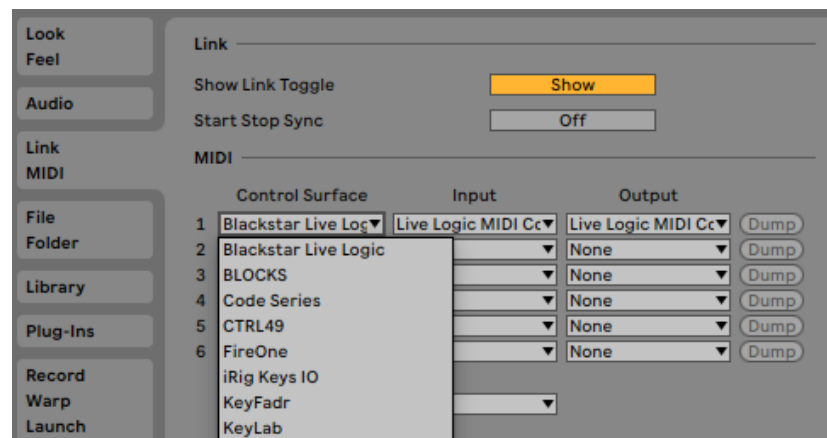 Look
Feel
Audio
Link
MIDI
File
Folder
Library
Plug-Ins
Record
Warp
Launch
Link
Show Link Toggle Show
Start Stop Sync Off
MIDI
Control Surface Input Output
1 Blackstar Live Log Live Logic MIDI Cc Live Logic MIDI Cc Dump
2 Blackstar Live Logic None Dump
3 BLOCKS None Dump
4 Code Series None Dump
5 CTRL49 None Dump
6 FireOne None Dump
iRig Keys IO
KeyFadr
KeyLab